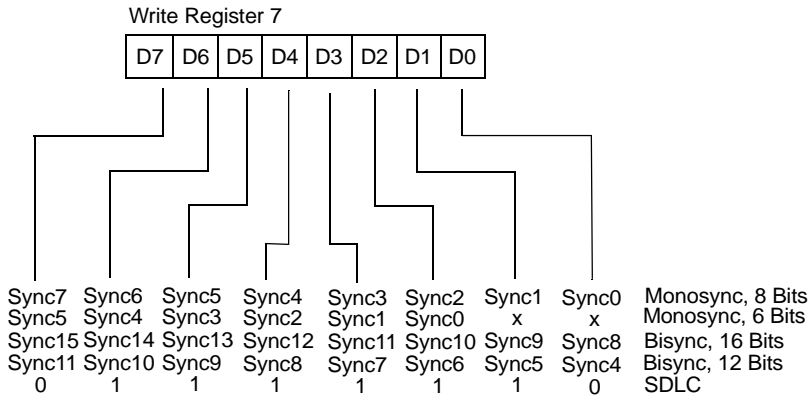 Write Register 7
D7 D6 D5 D4 D3 D2 D1 D0
Sync7 Sync6 Sync5 Sync4 Sync3 Sync2 Sync1 Sync0 Monosync, 8 Bits
Sync5 Sync4 Sync3 Sync2 Sync1 Sync0 x x Monosync, 6 Bits
Sync15 Sync14 Sync13 Sync12 Sync11 Sync10 Sync9 Sync8 Bisync, 16 Bits
Sync11 Sync10 Sync9 Sync8 Sync7 Sync6 Sync5 Sync4 Bisync, 12 Bits
0 1 1 1 1 1 1 0 SDLC